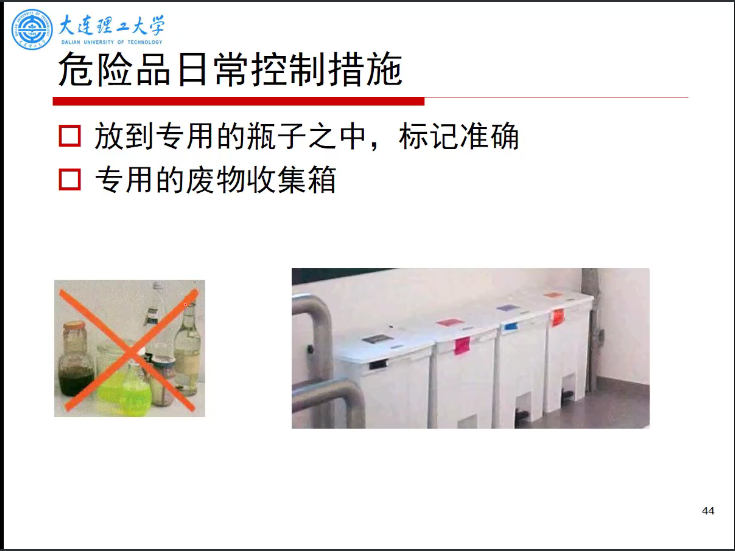 大连理工大学
DALIAN UNIVERSITY OF TECHNOLOGY
危险品日常控制措施
放到专用的瓶子之中，标记准确
专用的废物收集箱
44